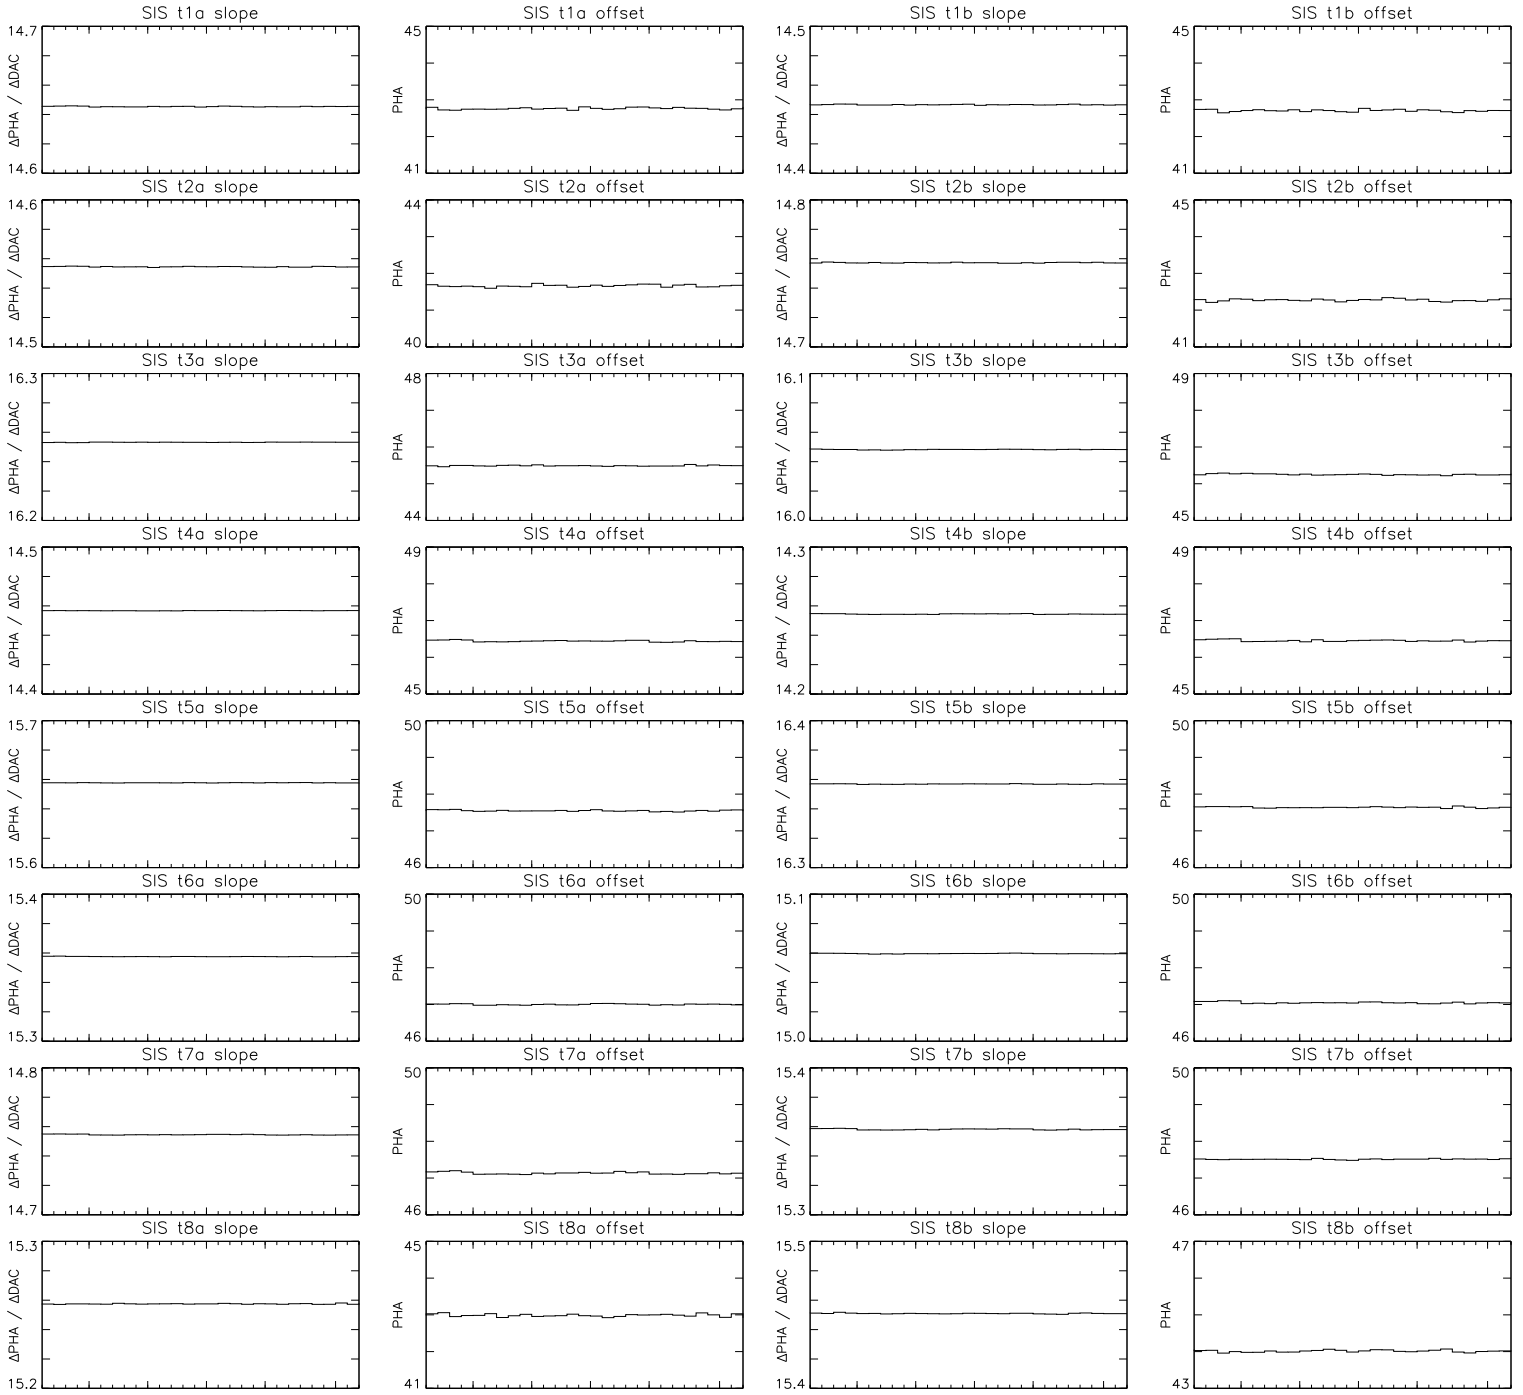 SIS t1a slope
14.7
ΔPHA / ΔDAC
14.6
SIS t1a offset
45
PHA
41
SIS t1b slope
14.5
ΔPHA / ΔDAC
14.4
SIS t1b offset
45
PHA
41
SIS t2a slope
14.6
ΔPHA / ΔDAC
14.5
SIS t2a offset
44
PHA
40
SIS t2b slope
14.8
ΔPHA / ΔDAC
14.7
SIS t2b offset
45
PHA
41
SIS t3a slope
16.3
ΔPHA / ΔDAC
16.2
SIS t3a offset
48
PHA
44
SIS t3b slope
16.1
ΔPHA / ΔDAC
16.0
SIS t3b offset
49
PHA
45
SIS t4a slope
14.5
ΔPHA / ΔDAC
14.4
SIS t4a offset
49
PHA
45
SIS t4b slope
14.3
ΔPHA / ΔDAC
14.2
SIS t4b offset
49
PHA
45
SIS t5a slope
15.7
ΔPHA / ΔDAC
15.6
SIS t5a offset
50
PHA
46
SIS t5b slope
16.4
ΔPHA / ΔDAC
16.3
SIS t5b offset
50
PHA
46
SIS t6a slope
15.4
ΔPHA / ΔDAC
15.3
SIS t6a offset
50
PHA
46
SIS t6b slope
15.1
ΔPHA / ΔDAC
15.0
SIS t6b offset
50
PHA
46
SIS t7a slope
14.8
ΔPHA / ΔDAC
14.7
SIS t7a offset
50
PHA
46
SIS t7b slope
15.4
ΔPHA / ΔDAC
15.3
SIS t7b offset
50
PHA
46
SIS t8a slope
15.3
ΔPHA / ΔDAC
15.2
SIS t8a offset
45
PHA
41
SIS t8b slope
15.5
ΔPHA / ΔDAC
15.4
SIS t8b offset
47
PHA
43